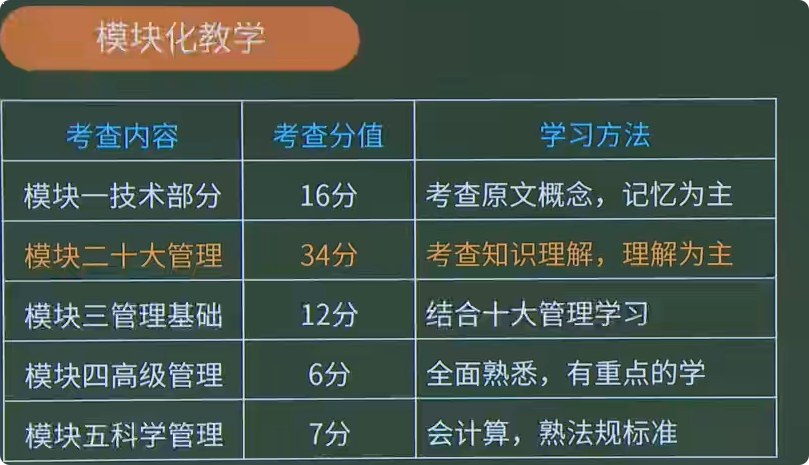 模块化教学
考查内容 考查分值 学习方法
模块一技术部分 16分 考查原文概念，记忆为主
模块二十大管理 34分 考查知识理解，理解为主
模块三管理基础 12分 结合十大管理学习
模块四高级管理 6分 全面熟悉，有重点的学
模块五科学管理 7分 会计算，熟法规标准